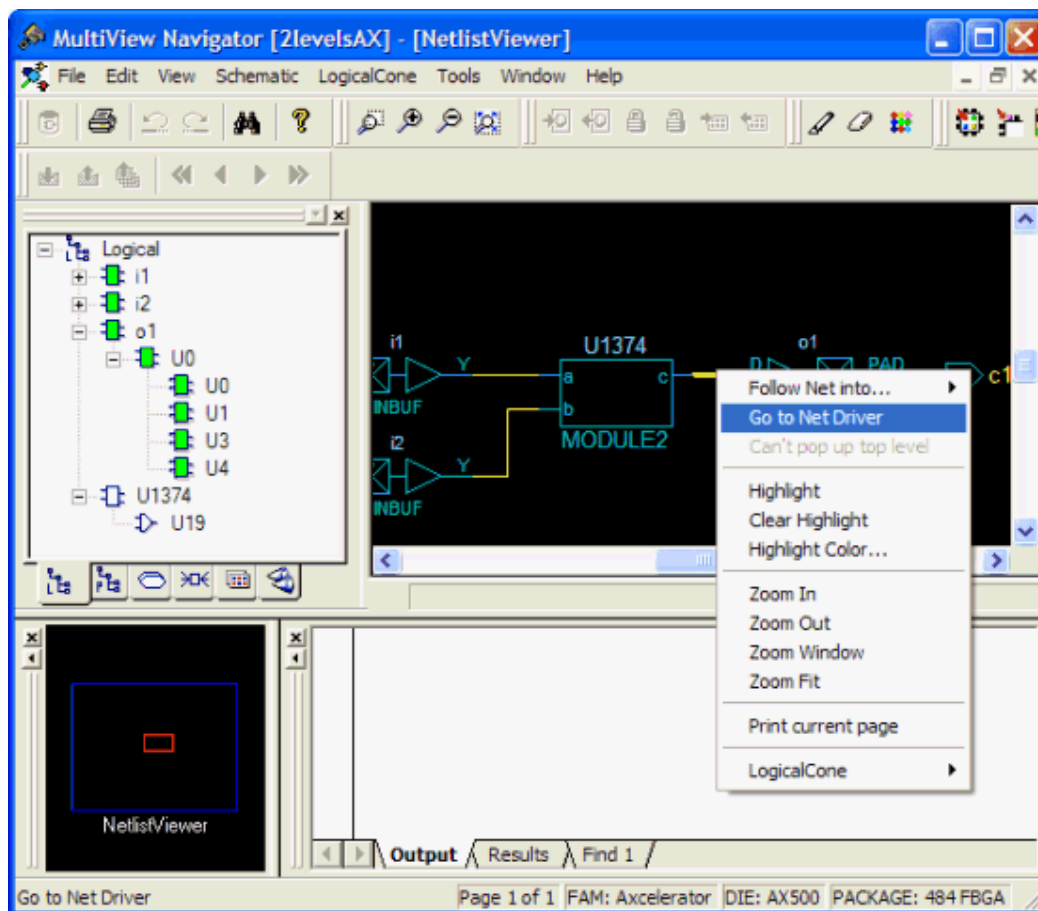 MultiView Navigator [2levelsAX] - [NetlistViewer]
File Edit View Schematic LogicalCone Tools Window Help
Logical
i1
i2
o1
U0
U0
U1
U3
U4
U1374
U19
i1
Y
INBUF
i2
Y
INBUF
U1374
a
c
b
MODULE2
o1
D
PAD
c1
Follow Net into...
Go to Net Driver
Can't pop up top level
Highlight
Clear Highlight
Highlight Color...
Zoom In
Zoom Out
Zoom Window
Zoom Fit
Print current page
LogicalCone
NetlistViewer
Output Results Find 1
Go to Net Driver
Page 1 of 1 FAM: Axcelerator DIE: AX500 PACKAGE: 484 FBGA